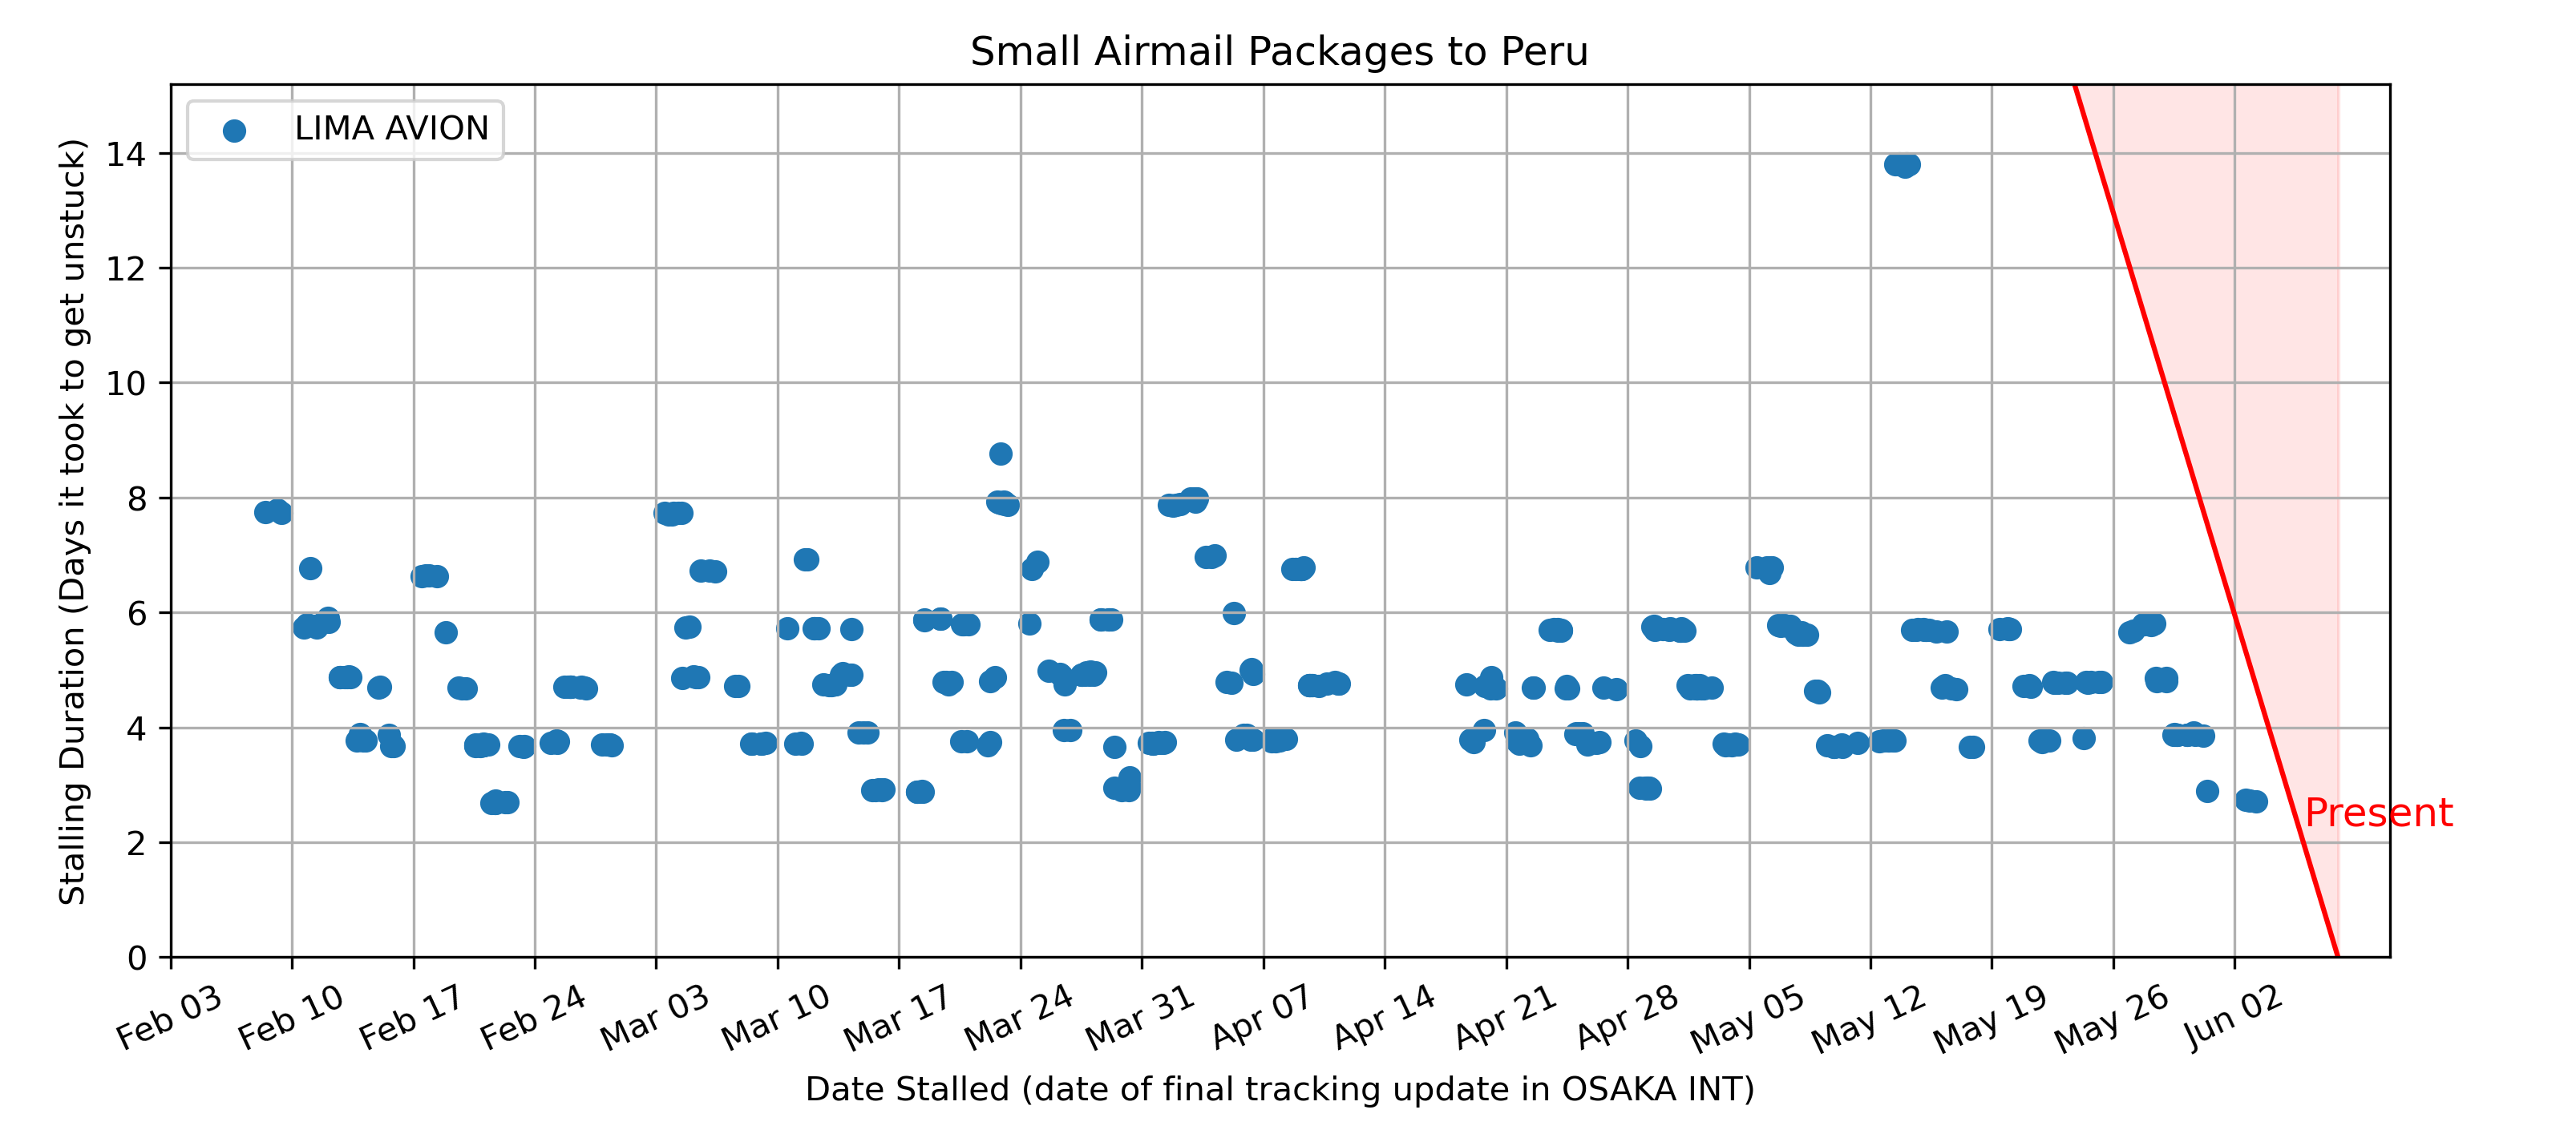 Small Airmail Packages to Peru
LIMA AVION
Stalling Duration (Days it took to get unstuck)
14
12
10
8
6
4
2
0
Present
Feb 03
Feb 10
Feb 17
Feb 24
Mar 03
Mar 10
Mar 17
Mar 24
Mar 31
Apr 07
Apr 14
Apr 21
Apr 28
May 05
May 12
May 19
May 26
Jun 02
Date Stalled (date of final tracking update in OSAKA INT)